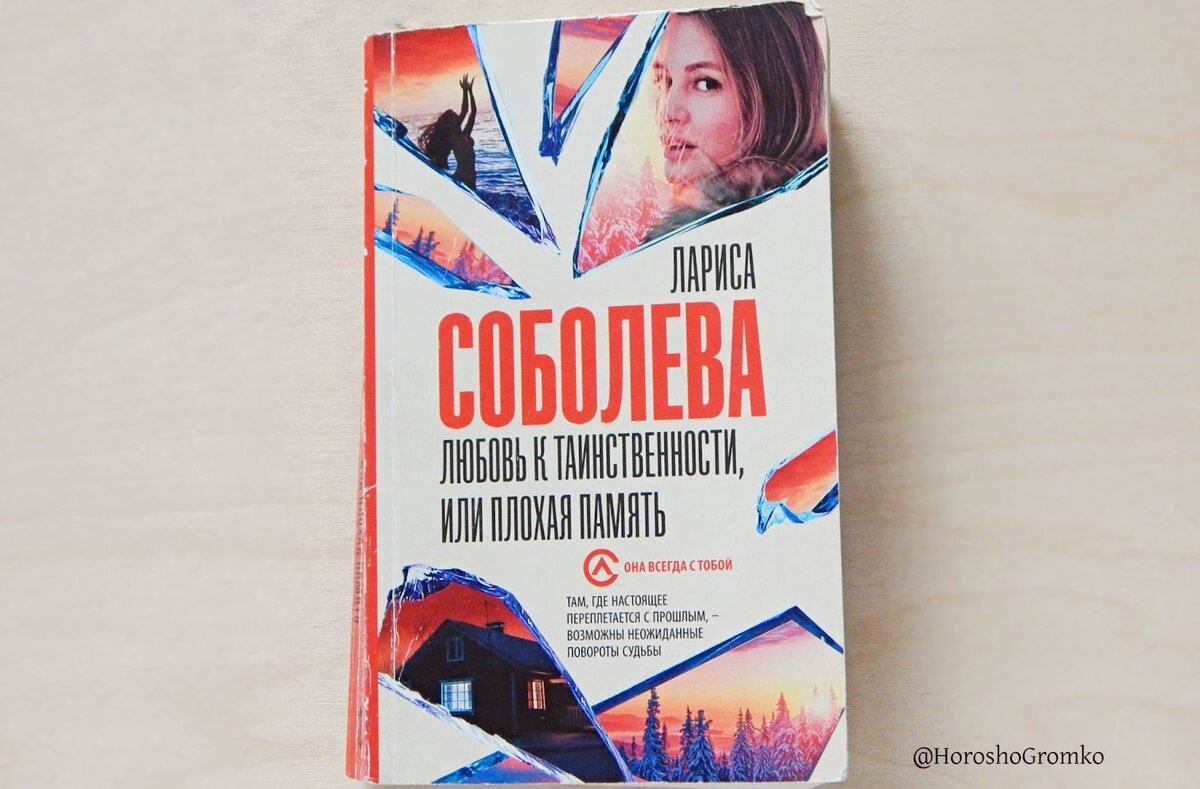 ЛАРИСА
СОБОЛЕВА
ЛЮБОВЬ К ТАИНСТВЕННОСТИ,
ИЛИ ПЛОХАЯ ПАМЯТЬ
ОНА ВСЕГДА С ТОБОЙ
ТАМ, ГДЕ НАСТОЯЩЕЕ
ПЕРЕПЛЕТАЕТСЯ С ПРОШЛЫМ, –
ВОЗМОЖНЫ НЕОЖИДАННЫЕ
ПОВОРОТЫ СУДЬБЫ
@HoroshoGromko